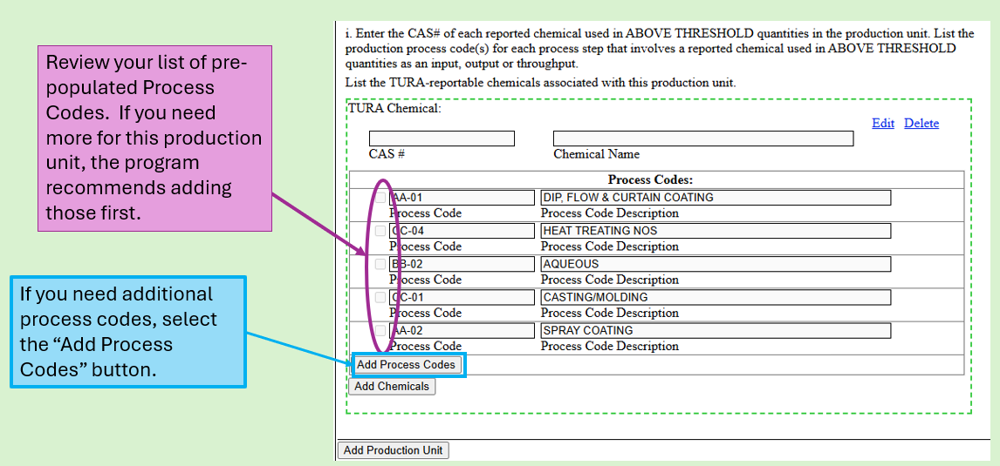 Review your list of pre-
populated Process
Codes.  If you need
more for this production
unit, the program
recommends adding
those first.
If you need additional
process codes, select
the “Add Process
Codes” button.
i. Enter the CAS# of each reported chemical used in ABOVE THRESHOLD quantities in the production unit. List the
production process code(s) for each process step that involves a reported chemical used in ABOVE THRESHOLD
quantities as an input, output or throughput.
List the TURA-reportable chemicals associated with this production unit.
TURA Chemical:
Edit Delete
CAS # Chemical Name
Process Codes:
AA-01 DIP, FLOW & CURTAIN COATING
Process Code Process Code Description
CC-04 HEAT TREATING NOS
Process Code Process Code Description
BB-02 AQUEOUS
Process Code Process Code Description
CC-01 CASTING/MOLDING
Process Code Process Code Description
AA-02 SPRAY COATING
Process Code Process Code Description
Add Process Codes
Add Chemicals
Add Production Unit